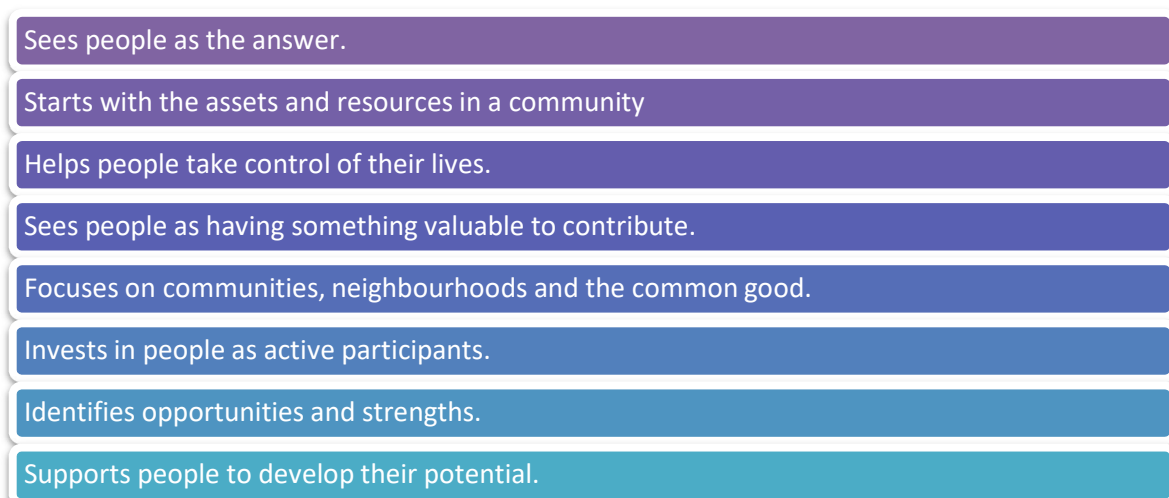 Sees people as the answer.
Starts with the assets and resources in a community
Helps people take control of their lives.
Sees people as having something valuable to contribute.
Focuses on communities, neighbourhoods and the common good.
Invests in people as active participants.
Identifies opportunities and strengths.
Supports people to develop their potential.